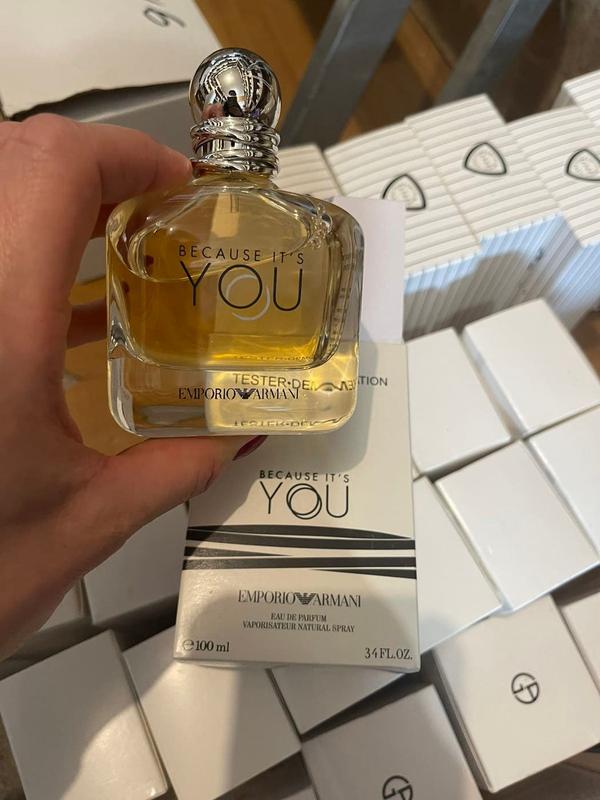 BECAUSE IT'S
YOU
EMPORIO ARMANI
BECAUSE IT'S
YOU
EMPORIO ARMANI
EAU DE PARFUM
VAPORISATEUR NATURAL SPRAY
℮100 ml
3.4 FL.OZ.